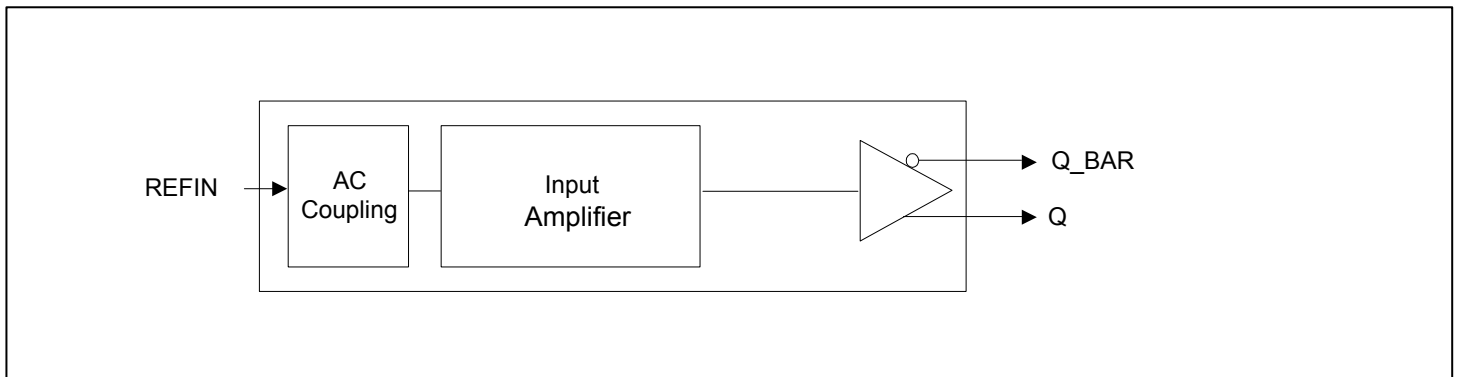 REFIN
AC
Coupling
Input
Amplifier
Q_BAR
Q